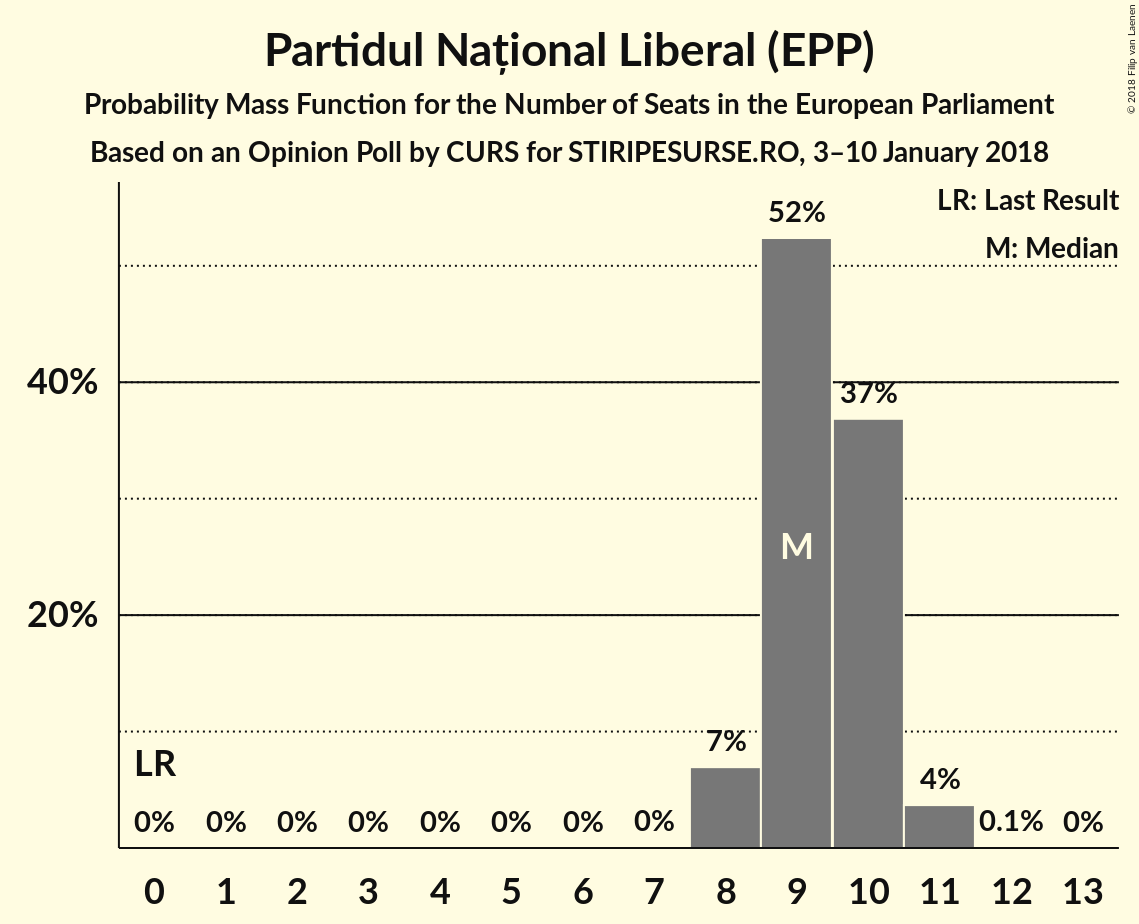 Partidul Național Liberal (EPP)
Probability Mass Function for the Number of Seats in the European Parliament
Based on an Opinion Poll by CURS for STIRIPESURSE.RO, 3–10 January 2018
© 2018 Filip van Laenen
LR: Last Result
M: Median
52%
40%
37%
M
20%
7%
LR
4%
0% 0% 0% 0% 0% 0% 0% 0% 0.1% 0%
0 1 2 3 4 5 6 7 8 9 10 11 12 13